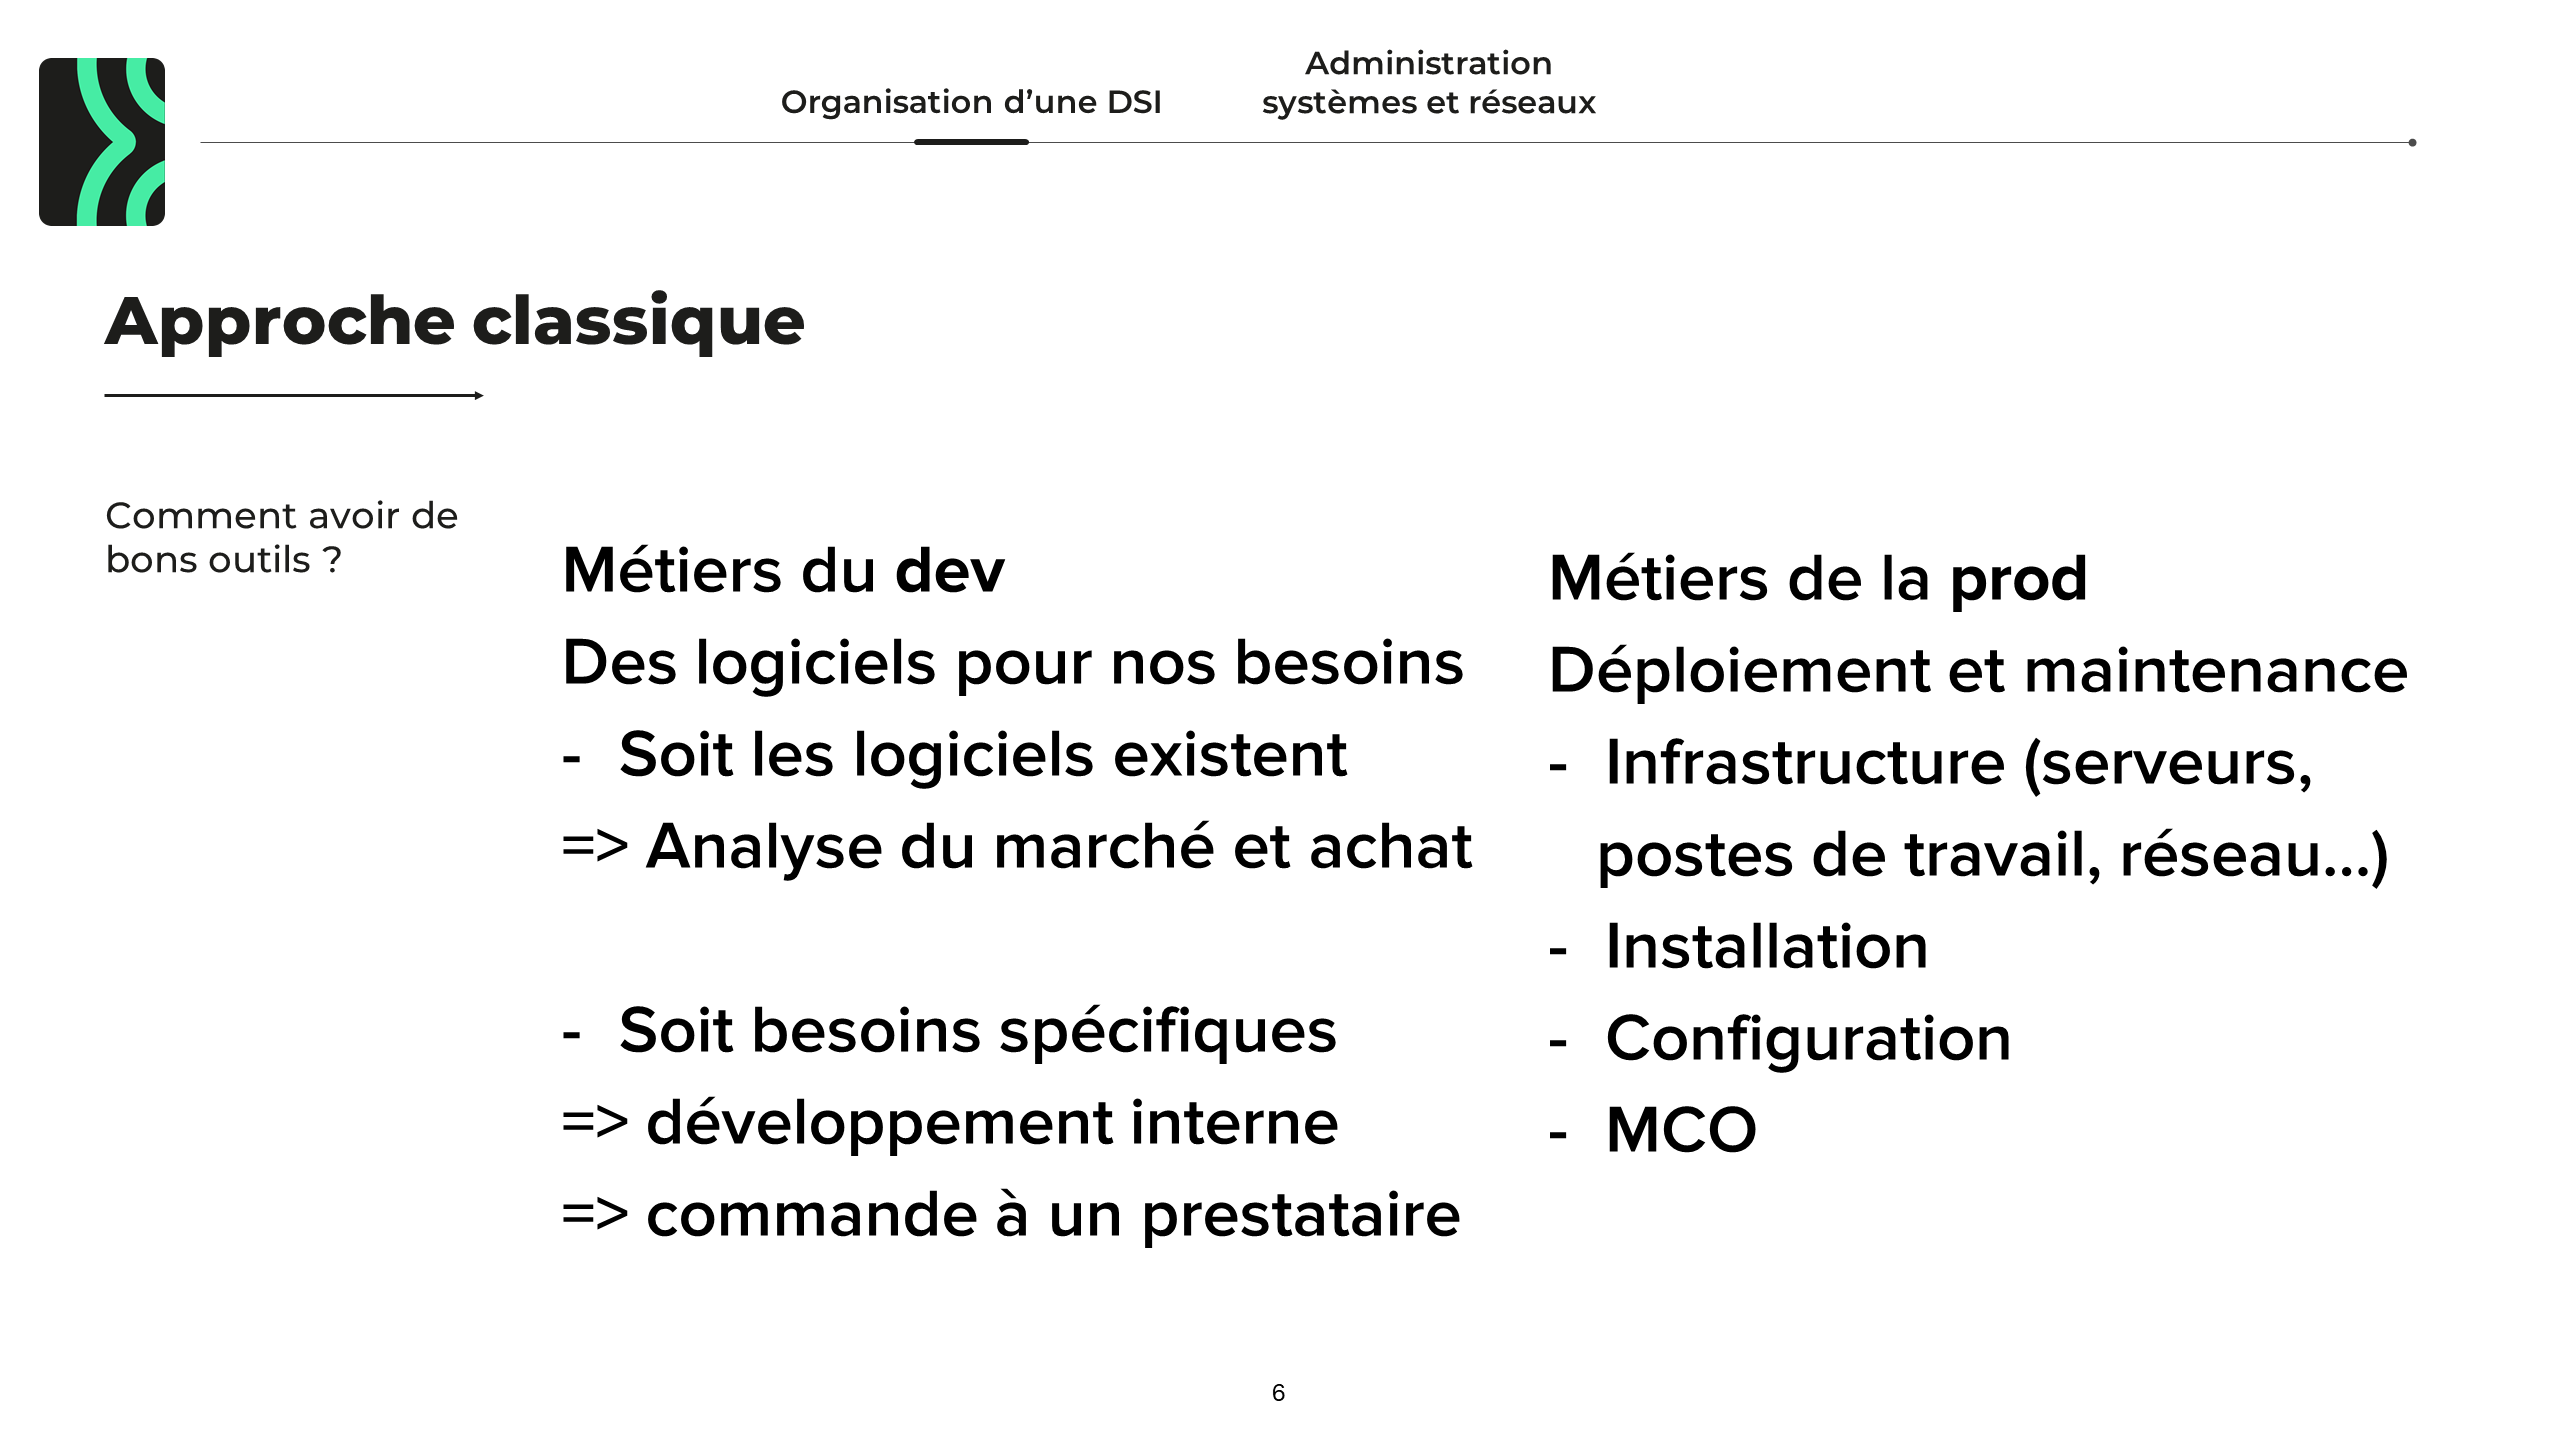 Organisation d’une DSI
Administration
systèmes et réseaux
Approche classique
Comment avoir de
bons outils ?
Métiers du dev
Des logiciels pour nos besoins
- Soit les logiciels existent
=> Analyse du marché et achat
- Soit besoins spécifiques
=> développement interne
=> commande à un prestataire
Métiers de la prod
Déploiement et maintenance
- Infrastructure (serveurs,
postes de travail, réseau...)
- Installation
- Configuration
- MCO
6